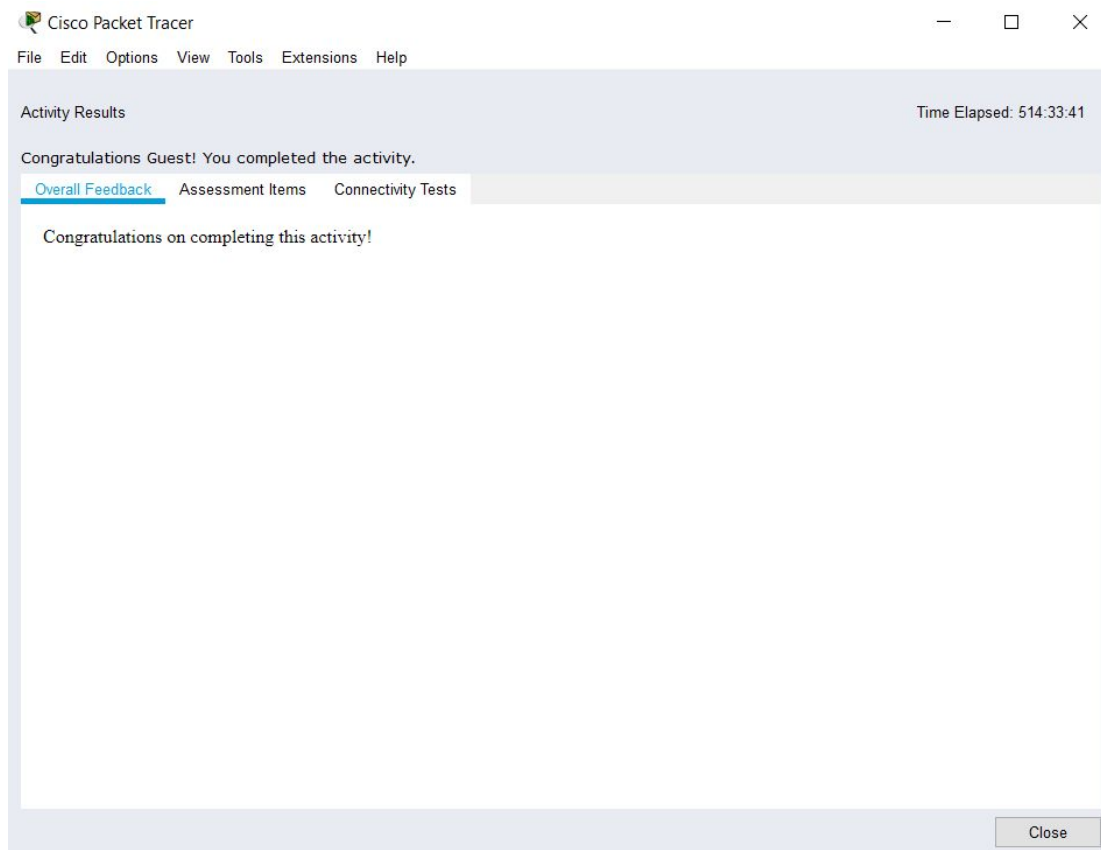 Cisco Packet Tracer
File Edit Options View Tools Extensions Help
Activity Results Time Elapsed: 514:33:41
Congratulations Guest! You completed the activity.
Overall Feedback Assessment Items Connectivity Tests
Congratulations on completing this activity!
Close